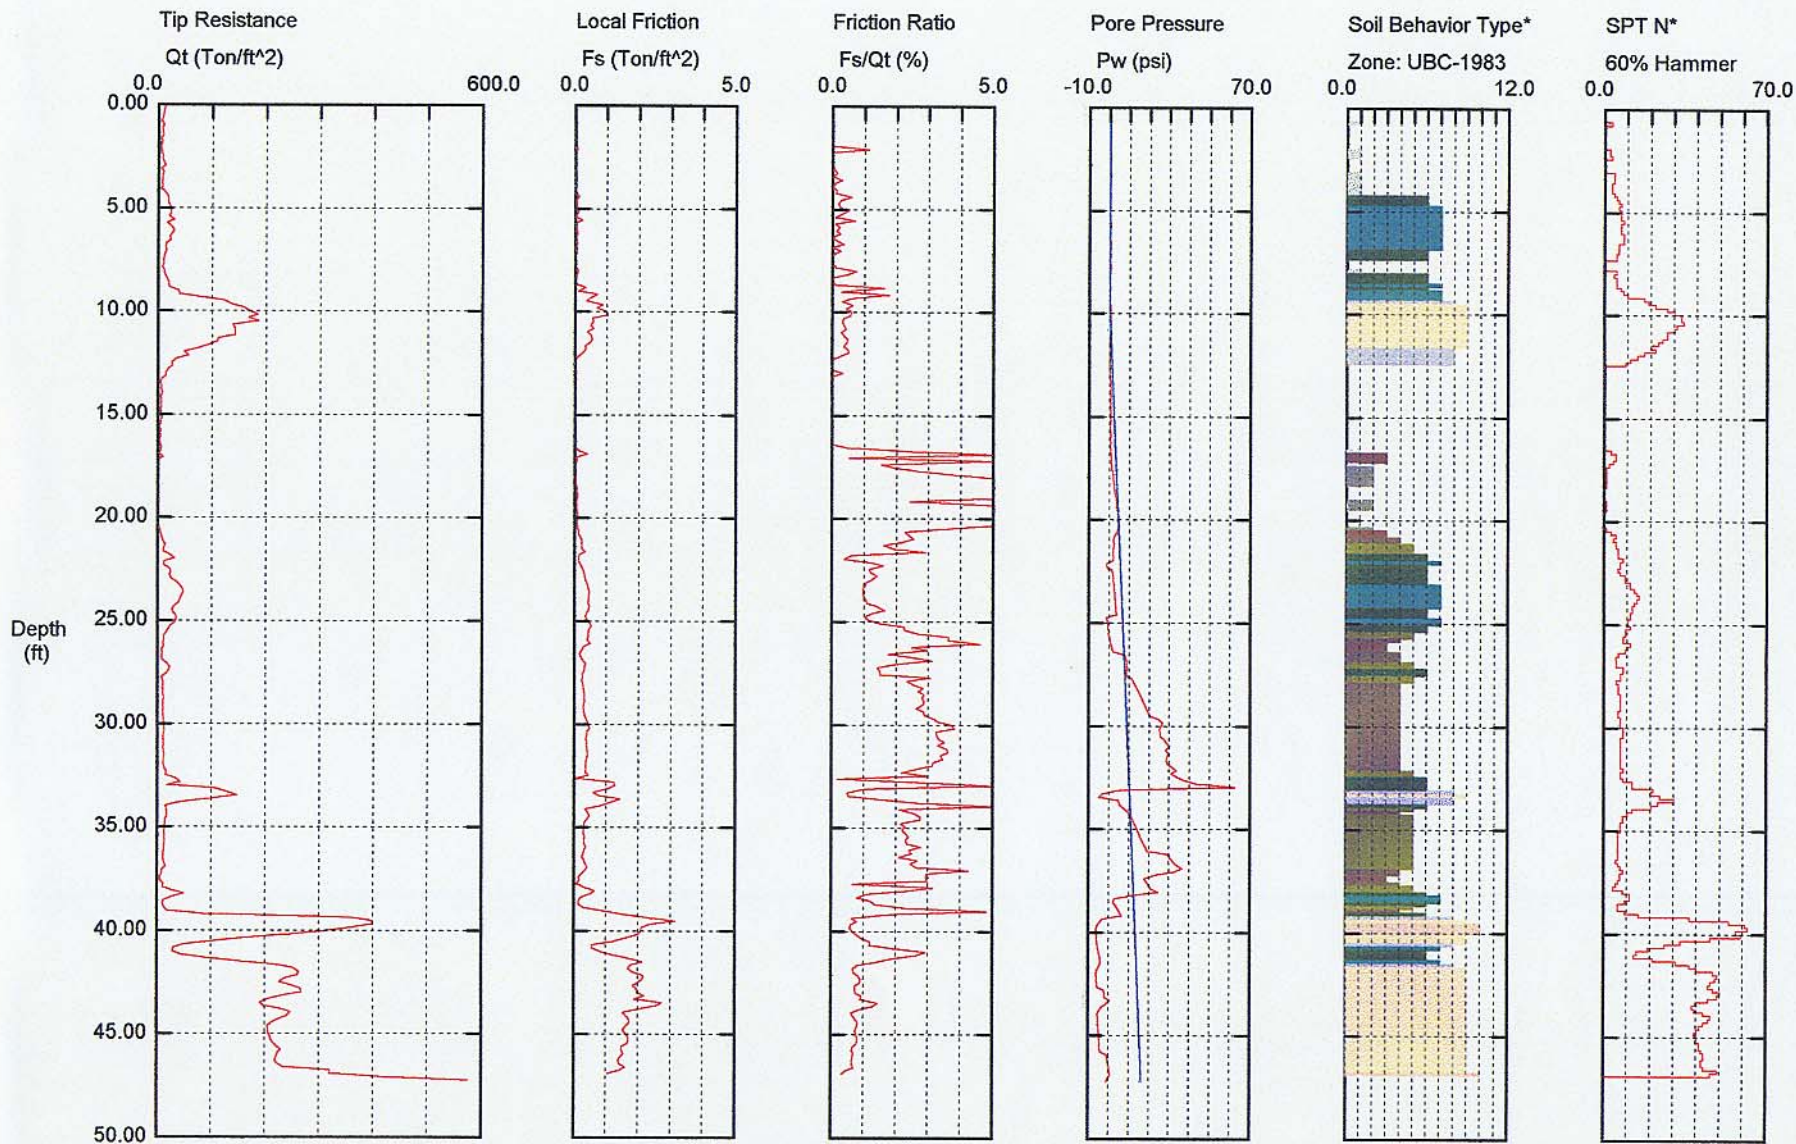 Tip Resistance
Qt (Ton/ft^2)
0.0 600.0
Local Friction
Fs (Ton/ft^2)
0.0 5.0
Friction Ratio
Fs/Qt (%)
0.0 5.0
Pore Pressure
Pw (psi)
-10.0 70.0
Soil Behavior Type*
Zone: UBC-1983
0.0 12.0
SPT N*
60% Hammer
0.0 70.0
0.00
5.00
10.00
15.00
20.00
25.00
30.00
35.00
40.00
45.00
50.00
Depth
(ft)